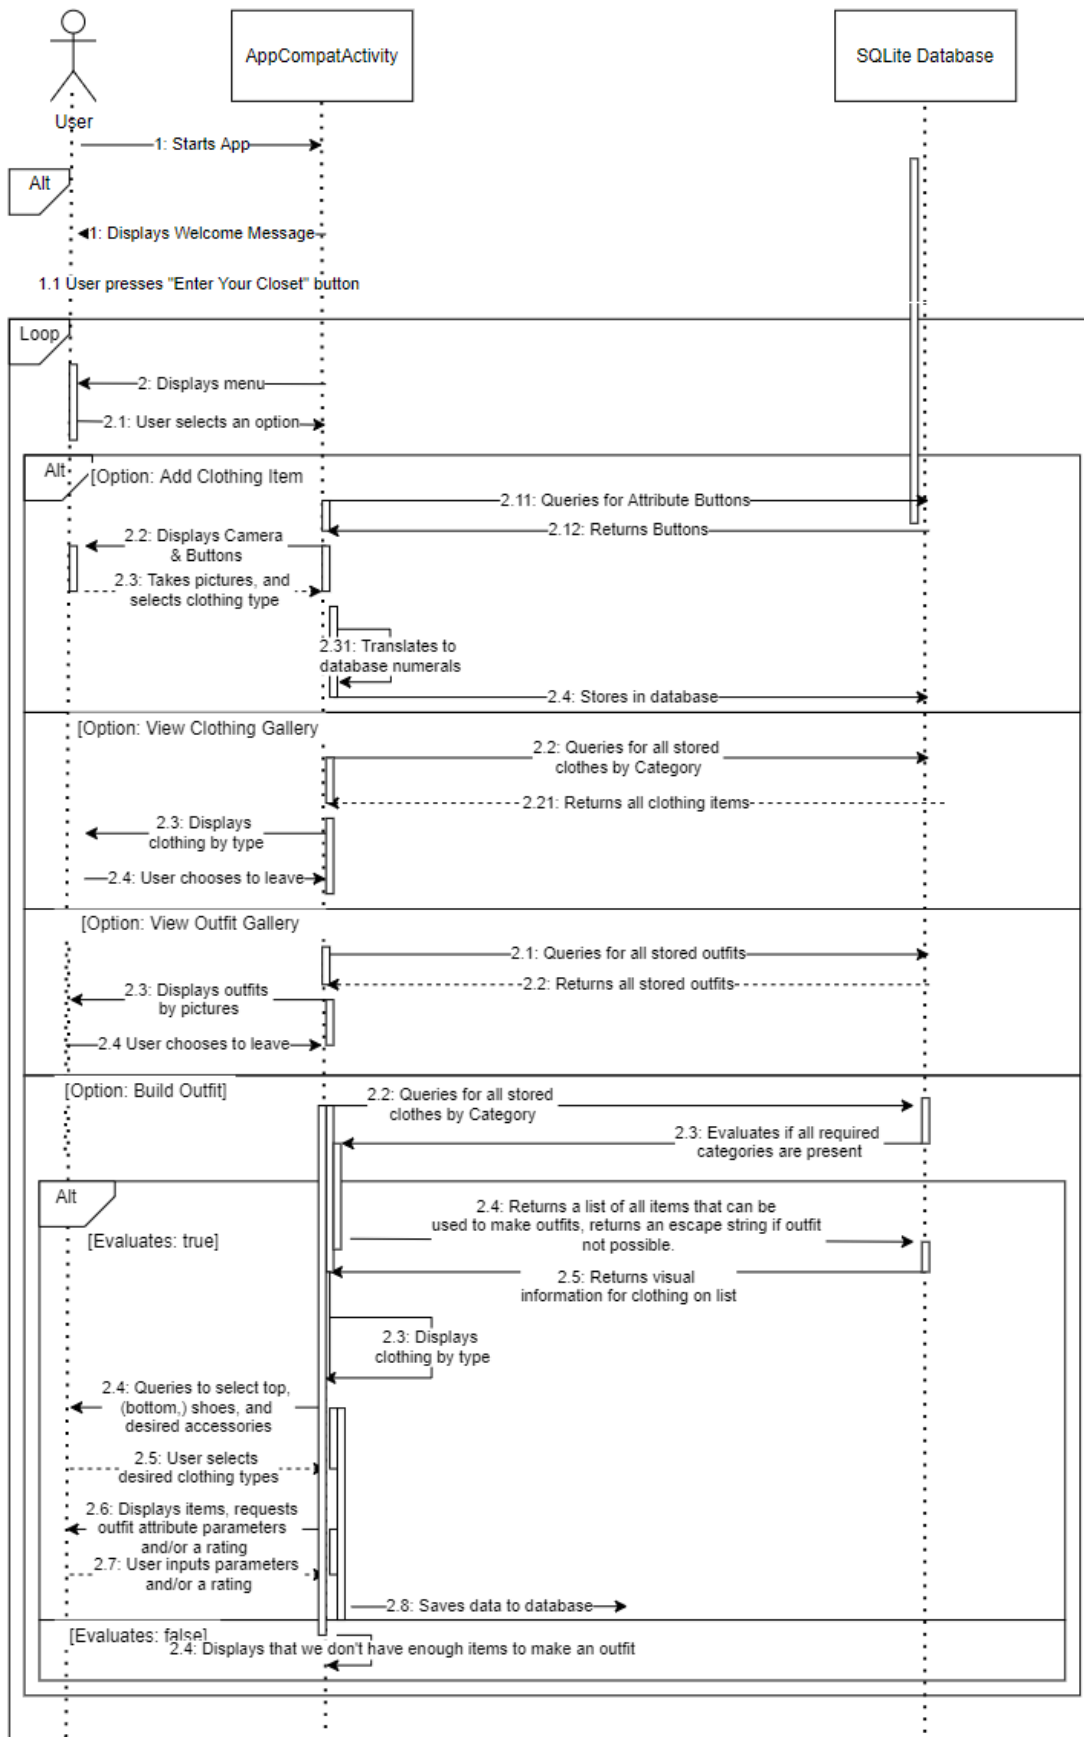 AppCompatActivity
SQLite Database
User
1: Starts App
Alt
1: Displays Welcome Message
1.1 User presses "Enter Your Closet" button
Loop
2: Displays menu
2.1: User selects an option
Alt
[Option: Add Clothing Item
2.11: Queries for Attribute Buttons
2.12: Returns Buttons
2.2: Displays Camera
& Buttons
2.3: Takes pictures, and
selects clothing type
2.31: Translates to
database numerals
2.4: Stores in database
[Option: View Clothing Gallery
2.2: Queries for all stored
clothes by Category
2.21: Returns all clothing items
2.3: Displays
clothing by type
2.4: User chooses to leave
[Option: View Outfit Gallery
2.1: Queries for all stored outfits
2.2: Returns all stored outfits
2.3: Displays outfits
by pictures
2.4 User chooses to leave
[Option: Build Outfit]
2.2: Queries for all stored
clothes by Category
2.3: Evaluates if all required
categories are present
Alt
[Evaluates: true]
2.4: Returns a list of all items that can be
used to make outfits, returns an escape string if outfit
not possible.
2.5: Returns visual
information for clothing on list
2.3: Displays
clothing by type
2.4: Queries to select top,
(bottom,) shoes, and
desired accessories
2.5: User selects
desired clothing types
2.6: Displays items, requests
outfit attribute parameters
and/or a rating
2.7: User inputs parameters
and/or a rating
2.8: Saves data to database
[Evaluates: false]
2.4: Displays that we don't have enough items to make an outfit